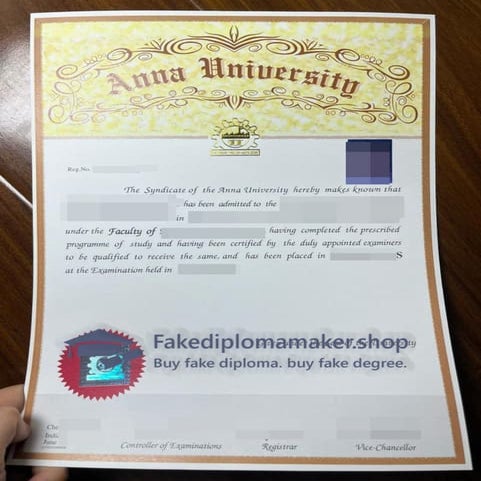 Anna University
Reg.No.
The Syndicate of the Anna University hereby makes known that
has been admitted to the
in
under the Faculty of S having completed the prescribed
programme of study and having been certified by the duly appointed examiners
to be qualified to receive the same, and has been placed in S
at the Examination held in
Fakediplomamaker.shop
Buy fake diploma. buy fake degree.
Che
Indi
June
Controller of Examinations Registrar Vice-Chancellor